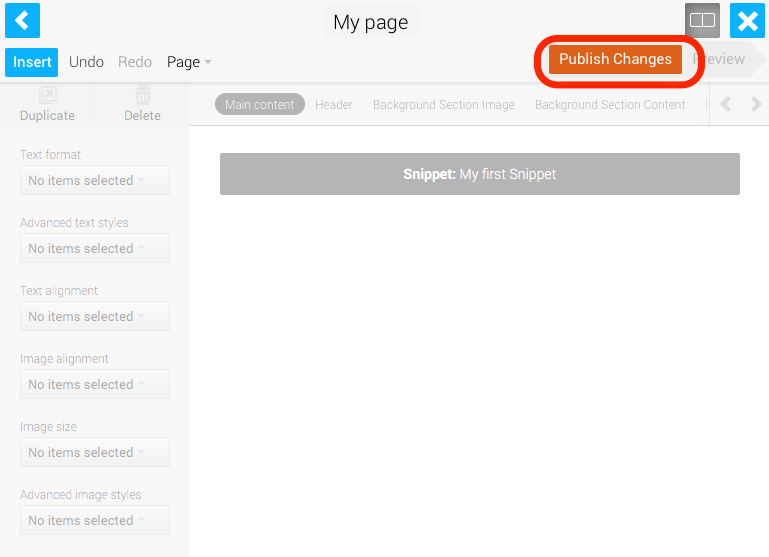 My page
Insert Undo Redo Page
Publish Changes Preview
Duplicate Delete
Main content Header Background Section Image Background Section Content
Text format
No items selected
Snippet: My first Snippet
Advanced text styles
No items selected
Text alignment
No items selected
Image alignment
No items selected
Image size
No items selected
Advanced image styles
No items selected